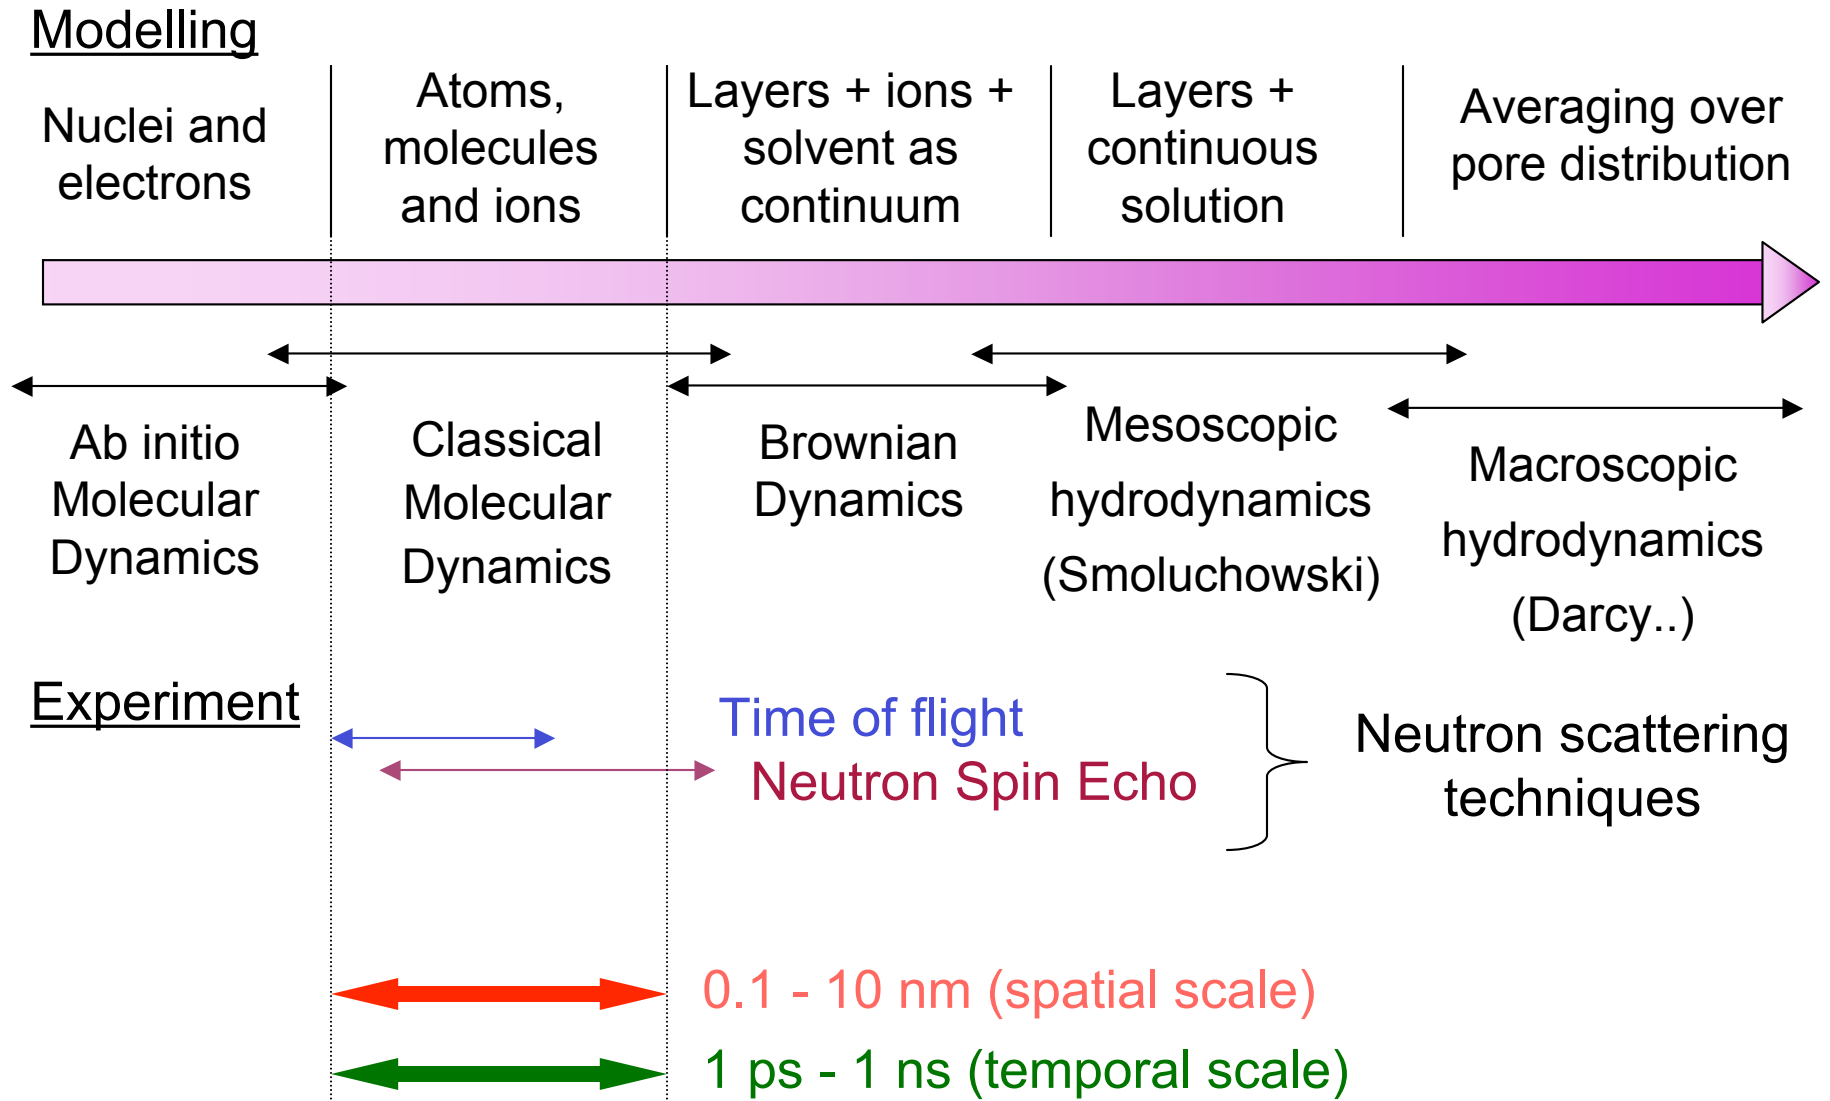 Modelling
Nuclei and
electrons
Atoms,
molecules
and ions
Layers + ions +
solvent as
continuum
Layers +
continuous
solution
Averaging over
pore distribution
Ab initio
Molecular
Dynamics
Classical
Molecular
Dynamics
Brownian
Dynamics
Mesoscopic
hydrodynamics
(Smoluchowski)
Macroscopic
hydrodynamics
(Darcy..)
Experiment
Time of flight
Neutron Spin Echo
Neutron scattering
techniques
0.1 - 10 nm (spatial scale)
1 ps - 1 ns (temporal scale)